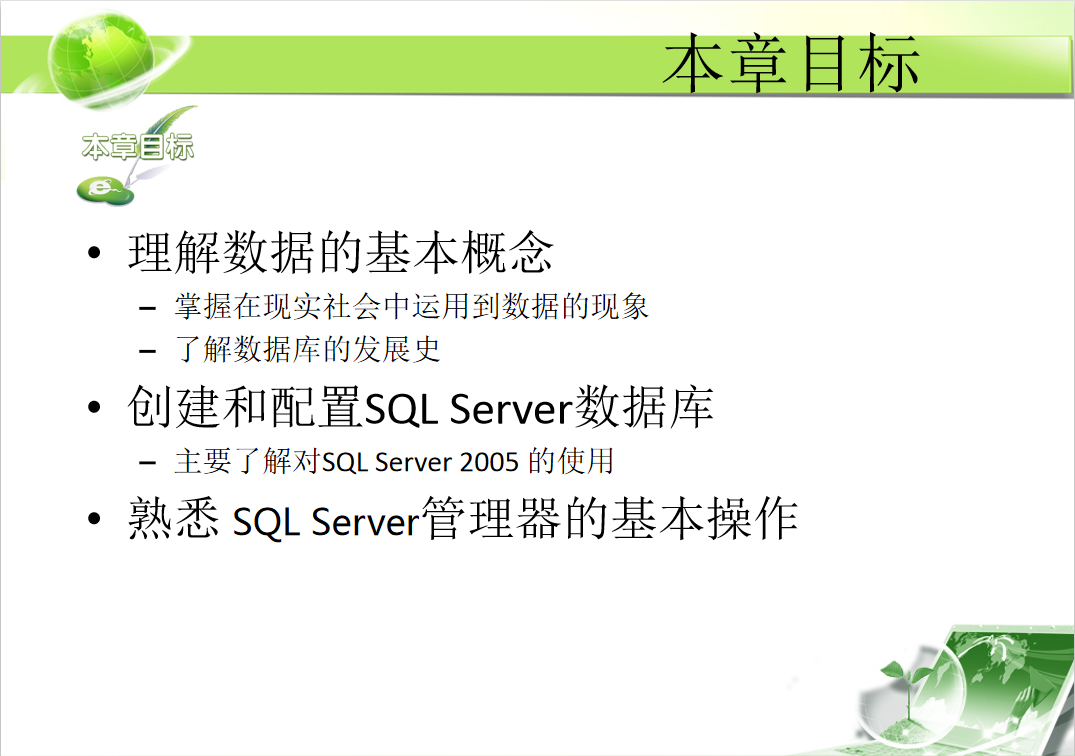 本章目标
本章目标
• 理解数据的基本概念
– 掌握在现实社会中运用到数据的现象
– 了解数据库的发展史
• 创建和配置SQL Server数据库
– 主要了解对SQL Server 2005 的使用
• 熟悉 SQL Server管理器的基本操作